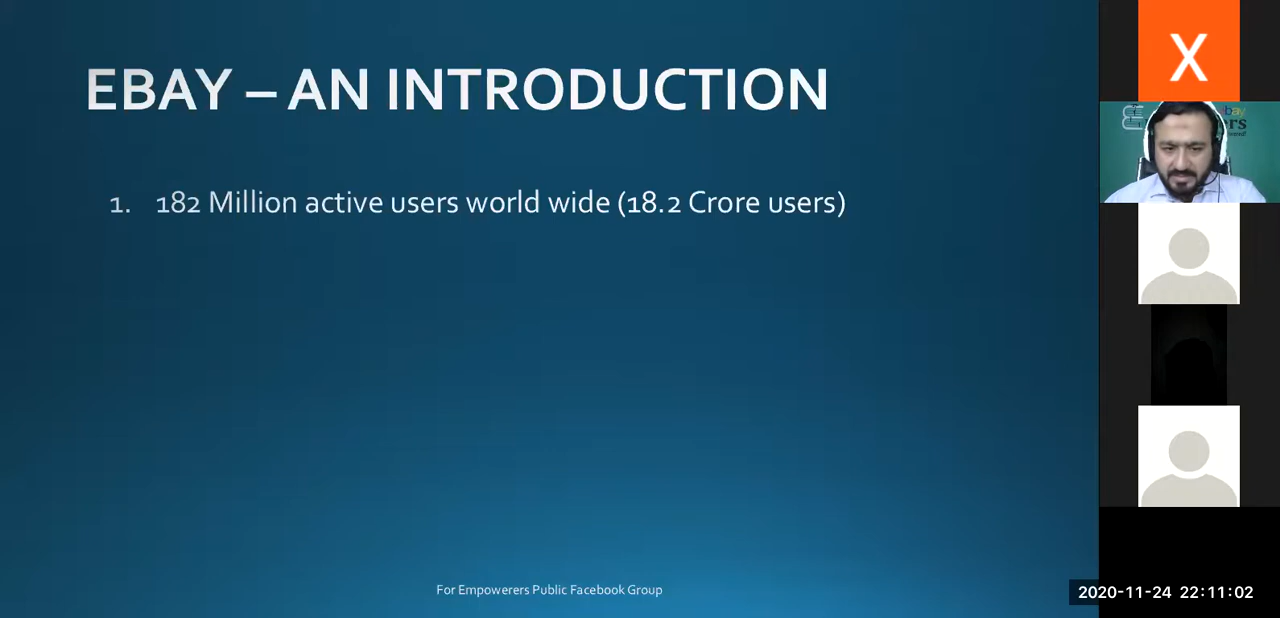 EBAY – AN INTRODUCTION
1. 182 Million active users world wide (18.2 Crore users)
For Empowerers Public Facebook Group
X
2020-11-24 22:11:02